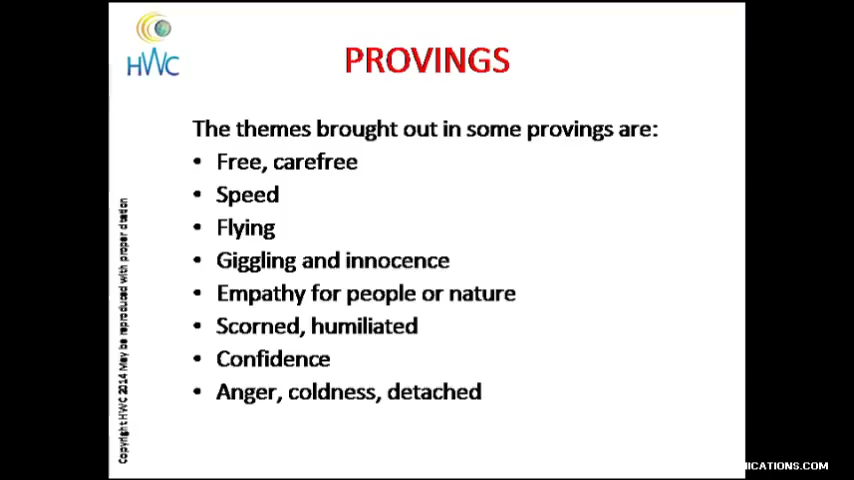 HWC
PROVINGS
The themes brought out in some provings are:
• Free, carefree
• Speed
• Flying
• Giggling and innocence
• Empathy for people or nature
• Scorned, humiliated
• Confidence
• Anger, coldness, detached
Copyright HWC 2014 May be reproduced with proper citation
ICATIONS.COM